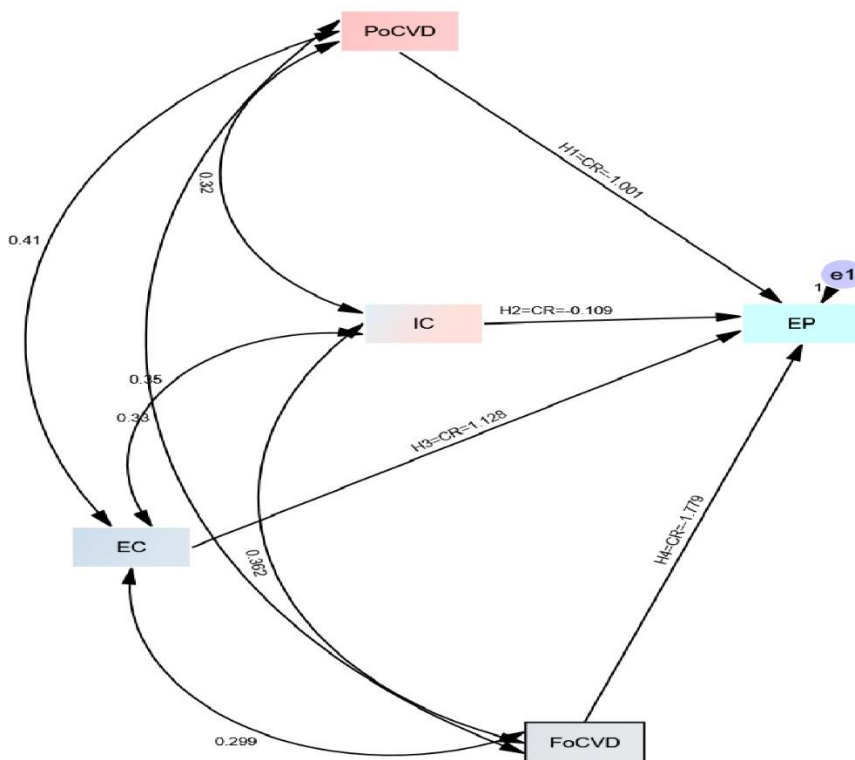 PoCVD
H1=CR=-1.001
0.32
0.41
e1
1
IC
H2=CR=-0.109
EP
0.35
0.33
H3=CR=1.128
EC
0.362
H4=CR=-1.779
0.299
FoCVD